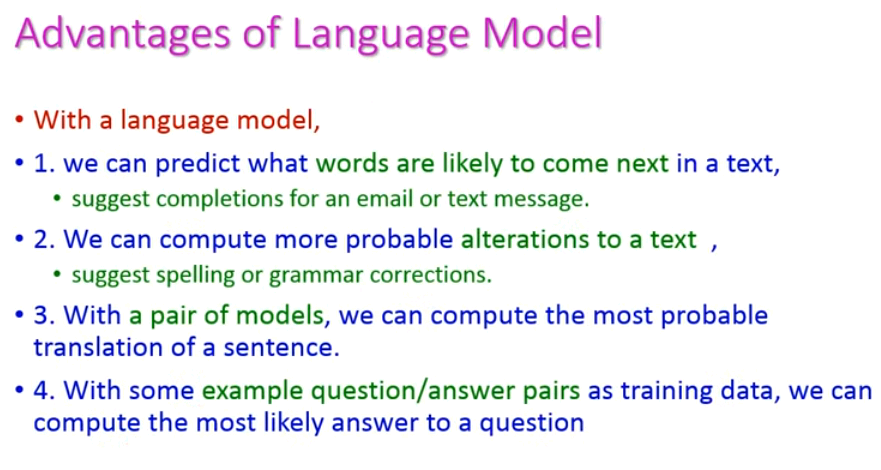 Advantages of Language Model
• With a language model,
• 1. we can predict what words are likely to come next in a text,
• suggest completions for an email or text message.
• 2. We can compute more probable alterations to a text ,
• suggest spelling or grammar corrections.
• 3. With a pair of models, we can compute the most probable
translation of a sentence.
• 4. With some example question/answer pairs as training data, we can
compute the most likely answer to a question